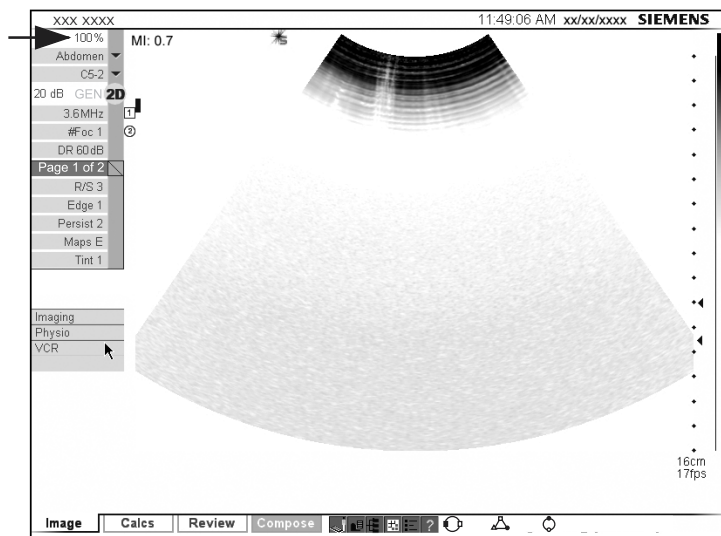 XXX XXXX 11:49:06 AM xx/xx/xxxx SIEMENS
100%
MI: 0.7
S
Abdomen
C5-2
20 dB GEN 2D
3.6MHz 1
#Foc 1 2
DR 60dB
Page 1 of 2
R/S 3
Edge 1
Persist 2
Maps E
Tint 1
Imaging
Physio
VCR
16cm
17fps
Image Calcs Review Compose ?